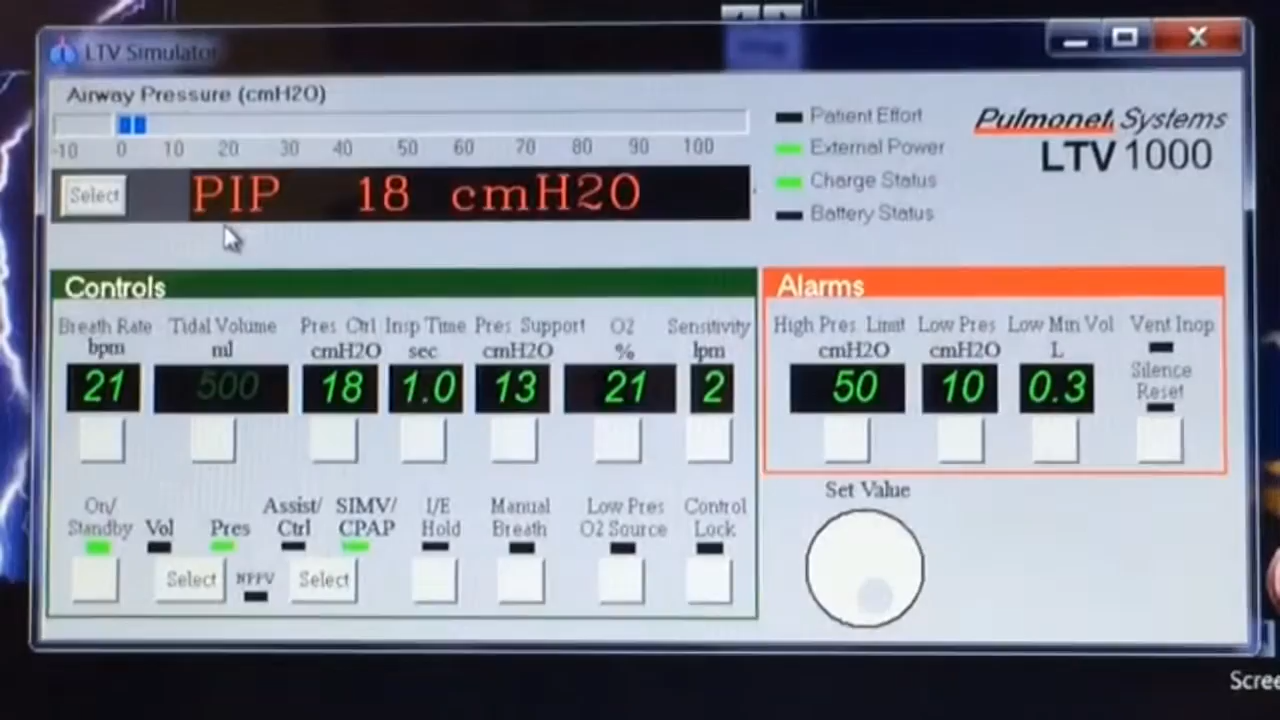 LTV Simulator
Airway Pressure (cmH2O)
-10 0 10 20 30 40 50 60 70 80 90 100
Select
PIP 18 cmH2O
Patient Effort
External Power
Charge Status
Battery Status
Pulmonet Systems
LTV 1000
Controls
Breath Rate Tidal Volume Pres Ctrl Insp Time Pres Support O2 Sensitivity
bpm ml cmH2O sec cmH2O % lpm
21 500 18 1.0 13 21 2
On/ Assist/ SIMV/ I/E Manual Low Pres Control
Standby Vol Pres Ctrl CPAP Hold Breath O2 Source Lock
Select NPPV Select
Alarms
High Pres Limit Low Pres Low Min Vol Vent Inop
cmH2O cmH2O L
Silence
Reset
50 10 0.3
Set Value
Scree